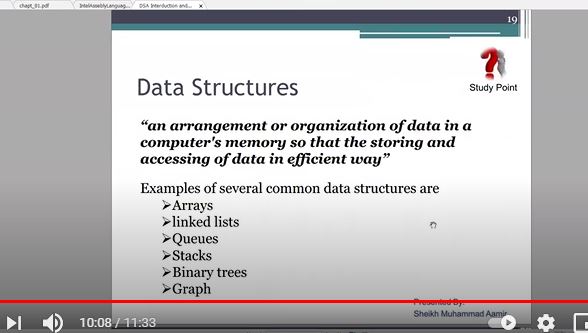 chapt_01.pdf
IntelAsseblyLanguag...
DSA Interduction and...
19
Study Point
Data Structures
“an arrangement or organization of data in a
computer's memory so that the storing and
accessing of data in efficient way”
Examples of several common data structures are
➢Arrays
➢linked lists
➢Queues
➢Stacks
➢Binary trees
➢Graph
Presented By:
Sheikh Muhammad Aamir
10:08 / 11:33